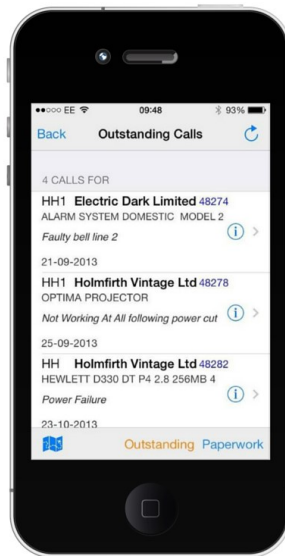 EE 09:48 93%
Back Outstanding Calls
4 CALLS FOR
HH1 Electric Dark Limited 48274
ALARM SYSTEM DOMESTIC MODEL 2
Faulty bell line 2
21-09-2013
HH1 Holmfirth Vintage Ltd 48278
OPTIMA PROJECTOR
Not Working At All following power cut
25-09-2013
HH Holmfirth Vintage Ltd 48282
HEWLETT D330 DT P4 2.8 256MB 4
Power Failure
23-10-2013
Outstanding Paperwork